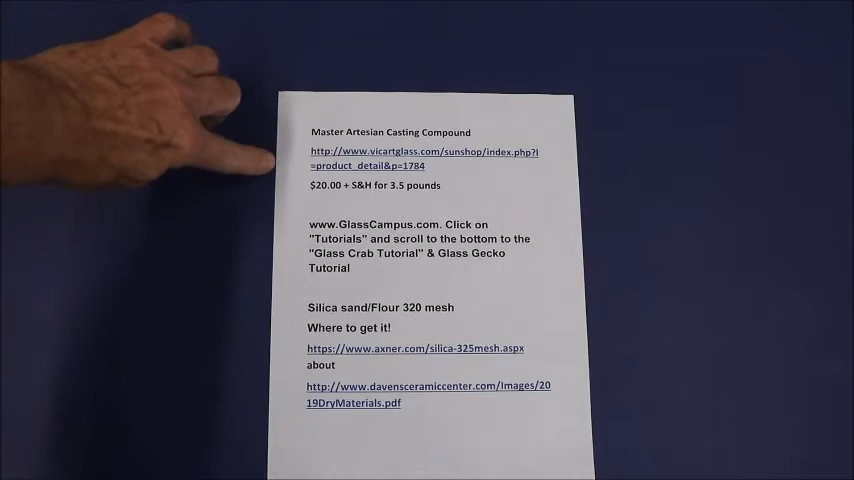 Master Artesian Casting Compound
http://www.vicartglass.com/sunshop/index.php?l
=product_detail&p=1784
$20.00 + S&H for 3.5 pounds
www.GlassCampus.com. Click on
"Tutorials" and scroll to the bottom to the
"Glass Crab Tutorial" & Glass Gecko
Tutorial
Silica sand/Flour 320 mesh
Where to get it!
https://www.axner.com/silica-325mesh.aspx
about
http://www.davensceramiccenter.com/Images/20
19DryMaterials.pdf